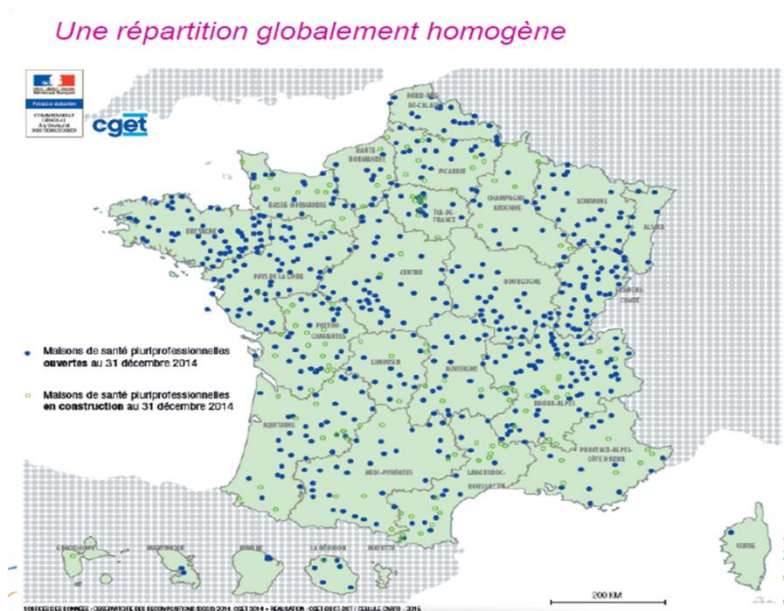 Une répartition globalement homogène
cget
NORD-PAS-
DE-CALAIS
HAUTE
NORMANDIE
PICARDIE
BASSE-NORMANDIE
ÎLE-DE-
FRANCE
CHAMPAGNE
ARDENNE
LORRAINE
ALSACE
BRETAGNE
PAYS DE LA LOIRE
CENTRE
BOURGOGNE
FRANCHE-
COMTÉ
POITOU-
CHARENTES
LIMOUSIN
AUVERGNE
RHÔNE-ALPES
Maisons de santé pluriprofessionnelles
ouvertes au 31 décembre 2014
Maisons de santé pluriprofessionnelles
en construction au 31 décembre 2014
AQUITAINE
MIDI-PYRÉNÉES
LANGUEDOC-
ROUSSILLON
PROVENCE-ALPES-
CÔTE D'AZUR
GUADELOUPE
MARTINIQUE
GUYANE
LA RÉUNION
MAYOTTE
CORSE
200 KM